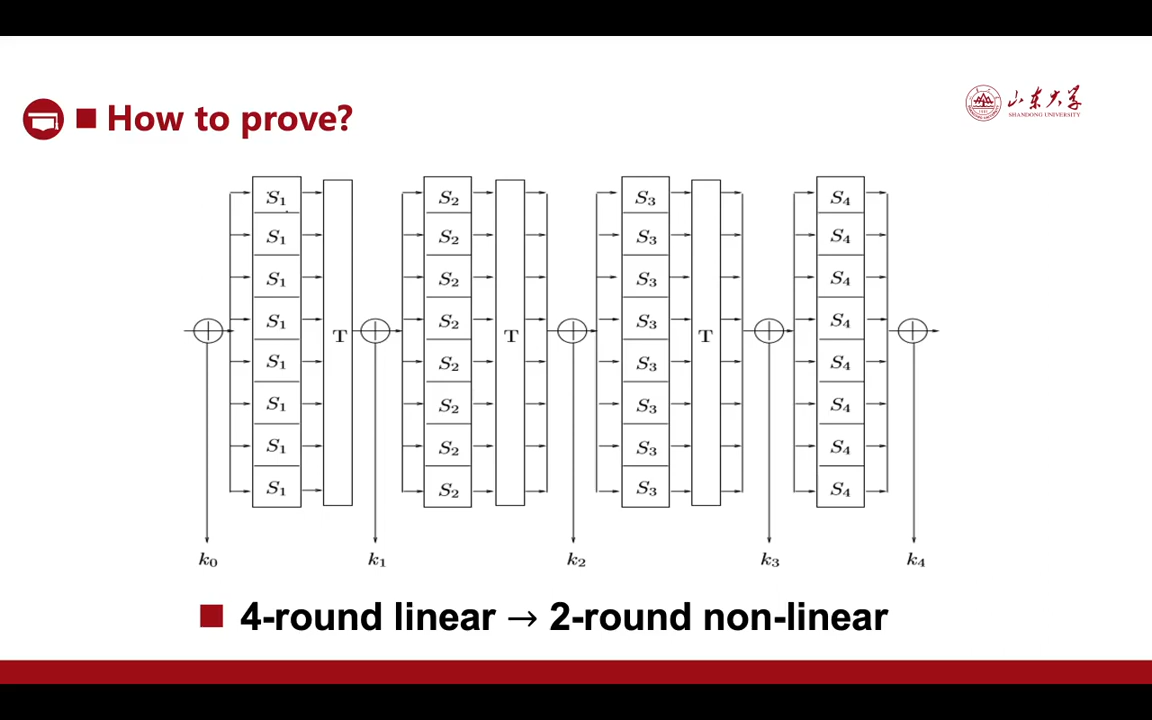 ■ How to prove?
山东大学
SHANDONG UNIVERSITY
S₁ S₂ S₃ S₄
S₁ S₂ S₃ S₄
S₁ S₂ S₃ S₄
S₁ S₂ S₃ S₄
T T T
S₁ S₂ S₃ S₄
S₁ S₂ S₃ S₄
S₁ S₂ S₃ S₄
S₁ S₂ S₃ S₄
k₀ k₁ k₂ k₃ k₄
■ 4-round linear → 2-round non-linear